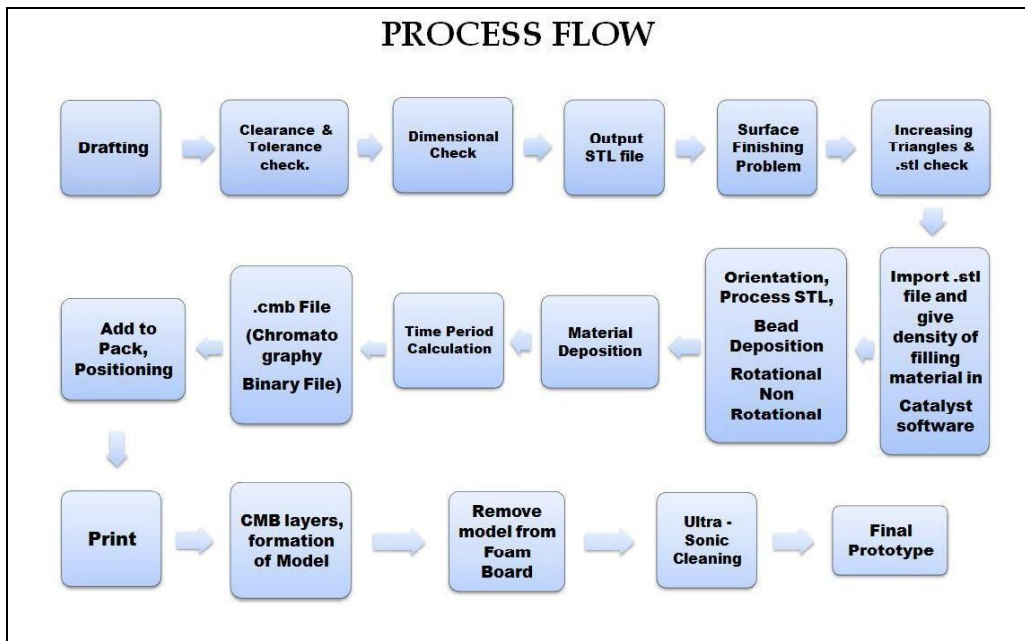 PROCESS FLOW
Drafting
Clearance &
Tolerance
check.
Dimensional
Check
Output
STL file
Surface
Finishing
Problem
Increasing
Triangles &
.stl check
Import .stl
file and
give
density of
filling
material in
Catalyst
software
Orientation,
Process STL,
Bead
Deposition
Rotational
Non
Rotational
Material
Deposition
Time Period
Calculation
.cmb File
(Chromato
graphy
Binary File)
Add to
Pack,
Positioning
Print
CMB layers,
formation
of Model
Remove
model from
Foam
Board
Ultra -
Sonic
Cleaning
Final
Prototype